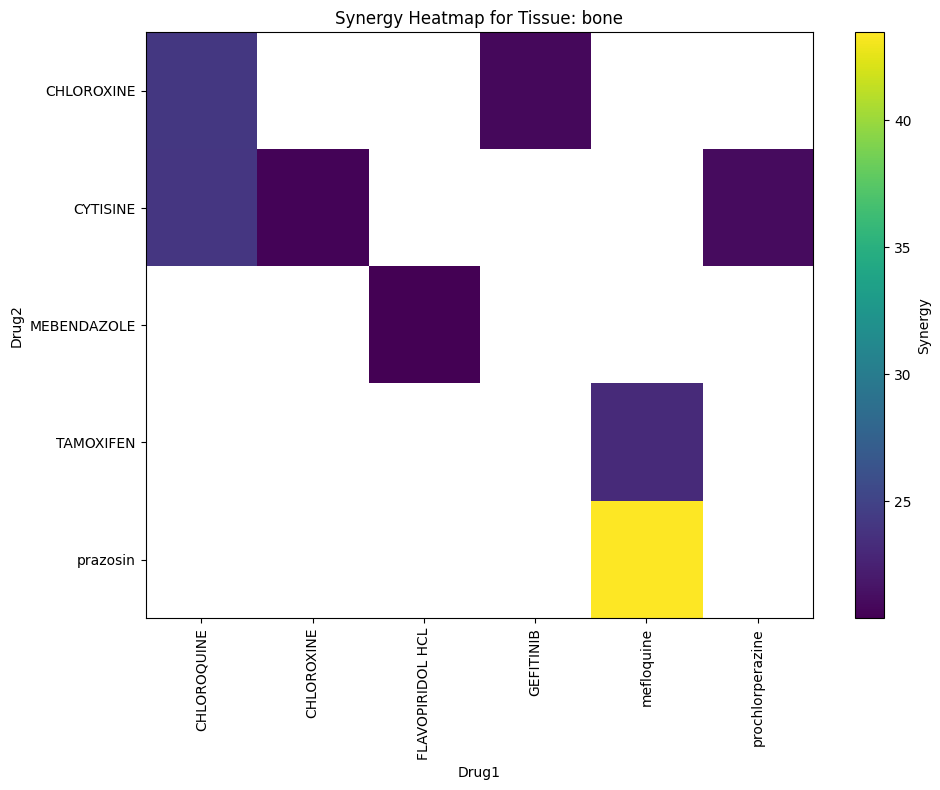 Synergy Heatmap for Tissue: bone
Drug2
CHLOROXINE
CYTISINE
MEBENDAZOLE
TAMOXIFEN
prazosin
CHLOROQUINE
CHLOROXINE
FLAVOPIRIDOL HCL
GEFITINIB
mefloquine
prochlorperazine
Drug1
40
35
30
25
Synergy